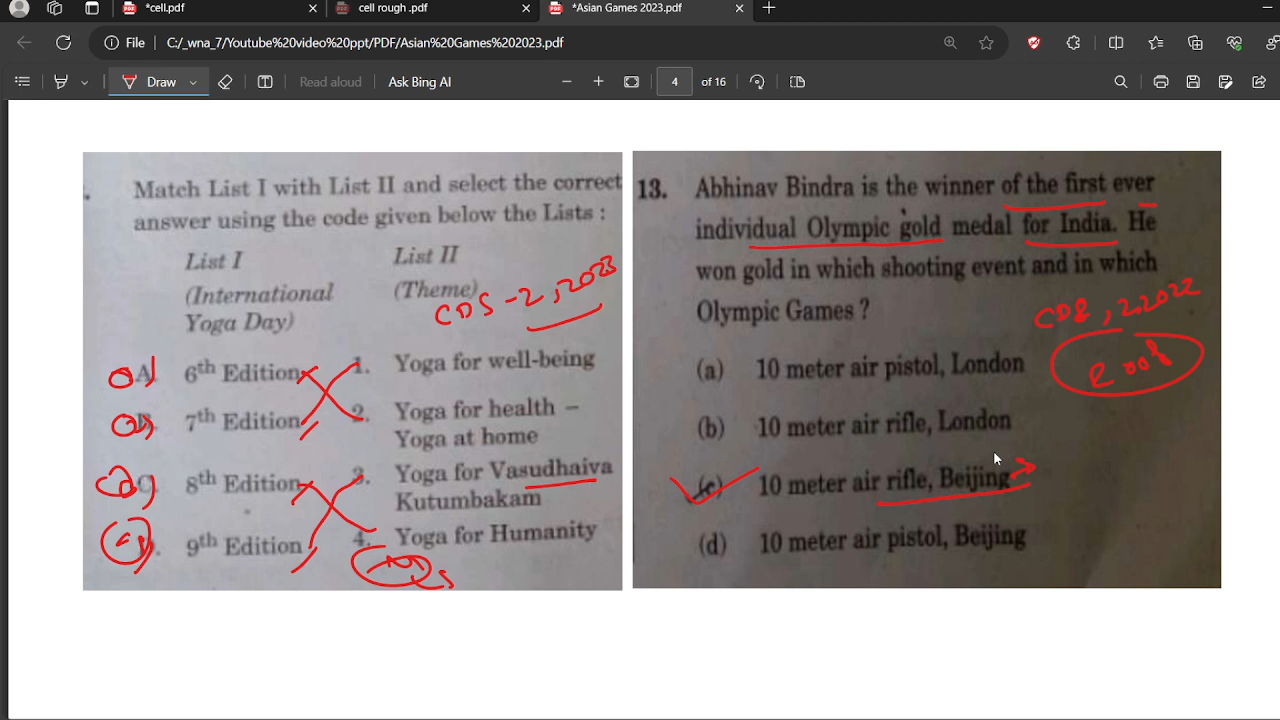 *cell.pdf
cell rough .pdf
*Asian Games 2023.pdf
File
C:/_wna_7/Youtube%20video%20ppt/PDF/Asian%20Games%202023.pdf
Draw
Read aloud
Ask Bing AI
4
of 16
Match List I with List II and select the correct
answer using the code given below the Lists :
List I
List II
(International
(Theme)
Yoga Day)
CDS -2, 2023
A.
6th Edition
1.
Yoga for well-being
7th Edition
2.
Yoga for health –
Yoga at home
C.
8th Edition
3.
Yoga for Vasudhaiva
Kutumbakam
9th Edition
4.
Yoga for Humanity
13.
Abhinav Bindra is the winner of the first ever
individual Olympic gold medal for India. He
won gold in which shooting event and in which
Olympic Games ?
(a)
10 meter air pistol, London
(b)
10 meter air rifle, London
(c)
10 meter air rifle, Beijing
(d)
10 meter air pistol, Beijing